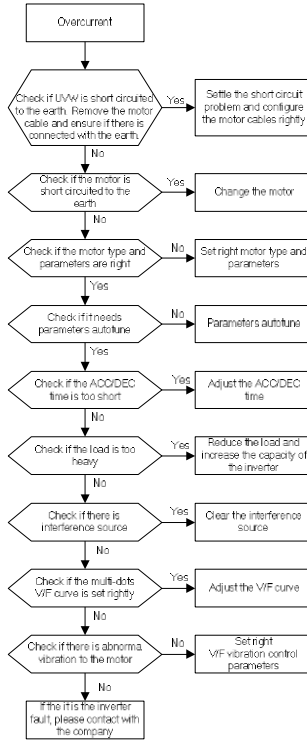 Overcurrent
Check if UVW is short circuited
to the earth. Remove the motor
cable and ensure if there is
connected with the earth.
Yes
Settle the short circuit
problem and configure
the motor cables rightly
No
Check if the motor is
short circuited to the
earth
Yes
Change the motor
No
Check if the motor type and
parameters are right
No
Set right motor type and
parameters
Yes
Check if it needs
parameters autotune
No
Parameters autotune
Yes
Check if the ACC/DEC
time is too short
Yes
Adjust the ACC/DEC
time
No
Check if the load is too
heavy
Yes
Reduce the load and
increase the capacity of
the inverter
No
Check if there is
interference source
Yes
Clear the interference
source
No
Check if the multi-dots
V/F curve is set rightly
Yes
Adjust the V/F curve
No
Check if there is abnorma
vibration to the motor
No
Set right
V/F vibration control
parameters
No
If the it is the inverter
fault, please contact with
the company